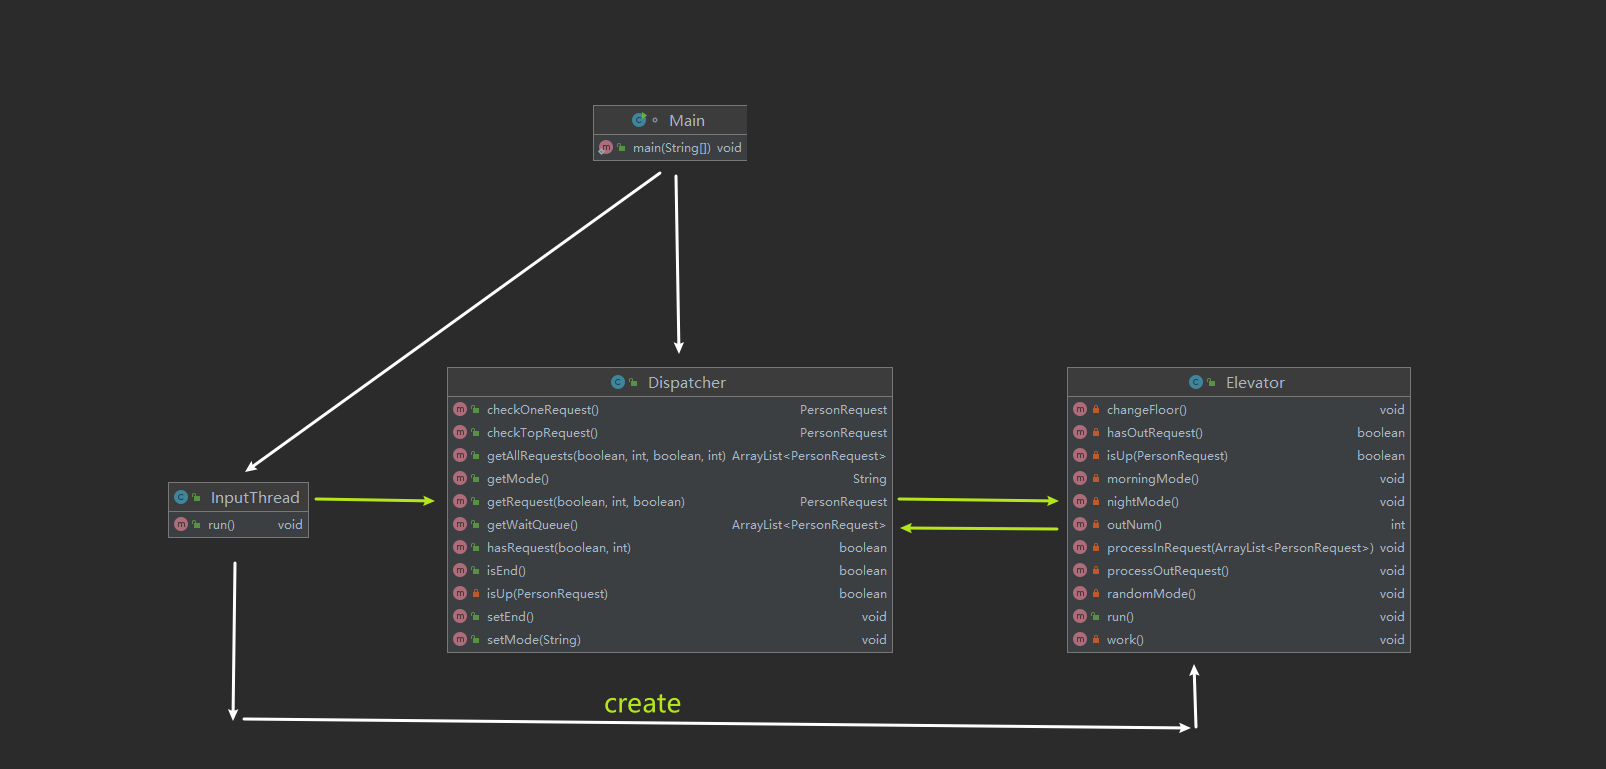 Main
main(String[]) void
Dispatcher
checkOneRequest() PersonRequest
checkTopRequest() PersonRequest
getAllRequests(boolean, int, boolean, int) ArrayList<PersonRequest>
getMode() String
getRequest(boolean, int, boolean) PersonRequest
getWaitQueue() ArrayList<PersonRequest>
hasRequest(boolean, int) boolean
isEnd() boolean
isUp(PersonRequest) boolean
setEnd() void
setMode(String) void
Elevator
changeFloor() void
hasOutRequest() boolean
isUp(PersonRequest) boolean
morningMode() void
nightMode() void
outNum() int
processInRequest(ArrayList<PersonRequest>) void
processOutRequest() void
randomMode() void
run() void
work() void
InputThread
run() void
create